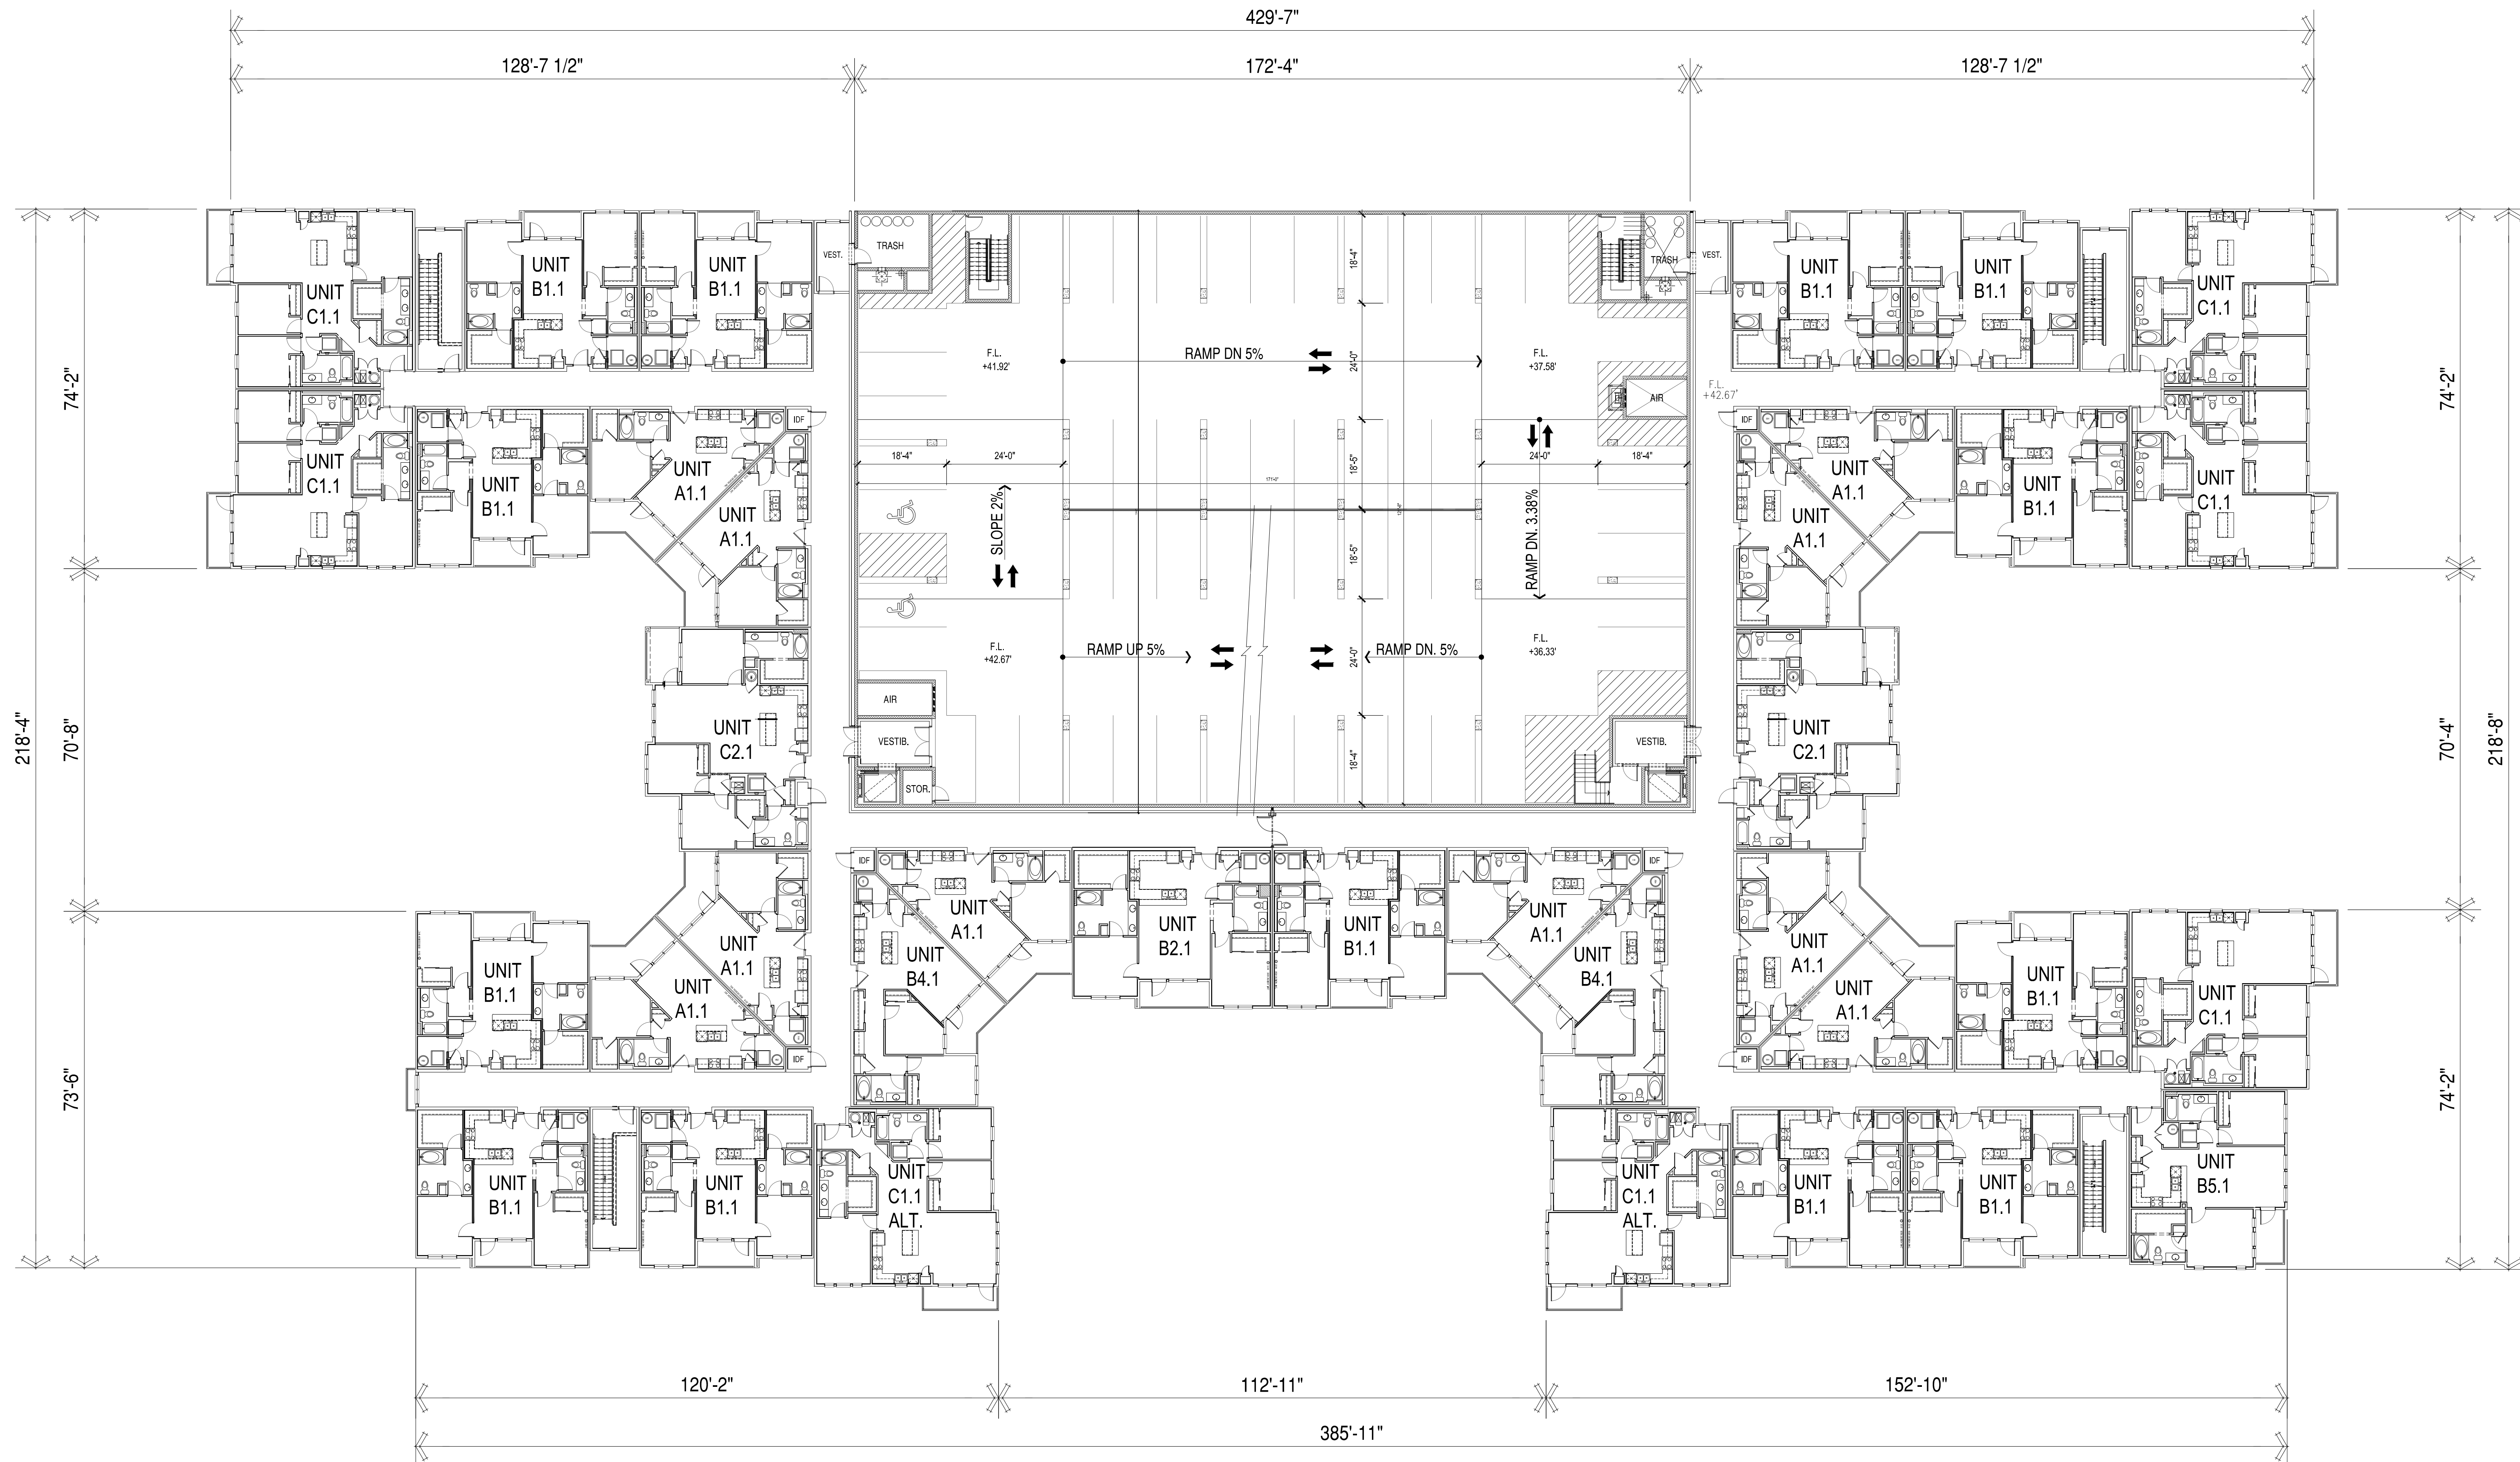 429'-7"
128'-7 1/2"
172'-4"
128'-7 1/2"
TRASH
VEST.
TRASH
VEST.
UNIT
B1.1
UNIT
B1.1
UNIT
B1.1
UNIT
B1.1
UNIT
C1.1
UNIT
C1.1
18'-4"
74'-2"
74'-2"
F.L.
+41.92'
RAMP DN 5%
24'-0"
F.L.
+37.58'
F.L.
+42.67'
AIR
IDF
IDF
UNIT
C1.1
UNIT
B1.1
UNIT
A1.1
UNIT
A1.1
18'-4"
24'-0"
18'-5"
24'-0"
18'-4"
171'-0"
UNIT
A1.1
UNIT
A1.1
UNIT
B1.1
UNIT
C1.1
SLOPE 2%
18'-5"
RAMP DN. 3.38%
F.L.
+42.67'
RAMP UP 5%
24'-0"
RAMP DN. 5%
F.L.
+36.33'
218'-4"
70'-8"
UNIT
C2.1
AIR
VESTIB.
STOR.
18'-4"
VESTIB.
UNIT
C2.1
70'-4"
218'-8"
IDF
IDF
UNIT
B1.1
UNIT
A1.1
UNIT
A1.1
IDF
UNIT
A1.1
UNIT
B4.1
UNIT
B2.1
UNIT
B1.1
UNIT
A1.1
UNIT
B4.1
UNIT
A1.1
UNIT
A1.1
IDF
UNIT
B1.1
UNIT
C1.1
73'-6"
74'-2"
UNIT
B1.1
UNIT
B1.1
UNIT
C1.1
ALT.
UNIT
C1.1
ALT.
UNIT
B1.1
UNIT
B1.1
UNIT
B5.1
120'-2"
112'-11"
152'-10"
385'-11"